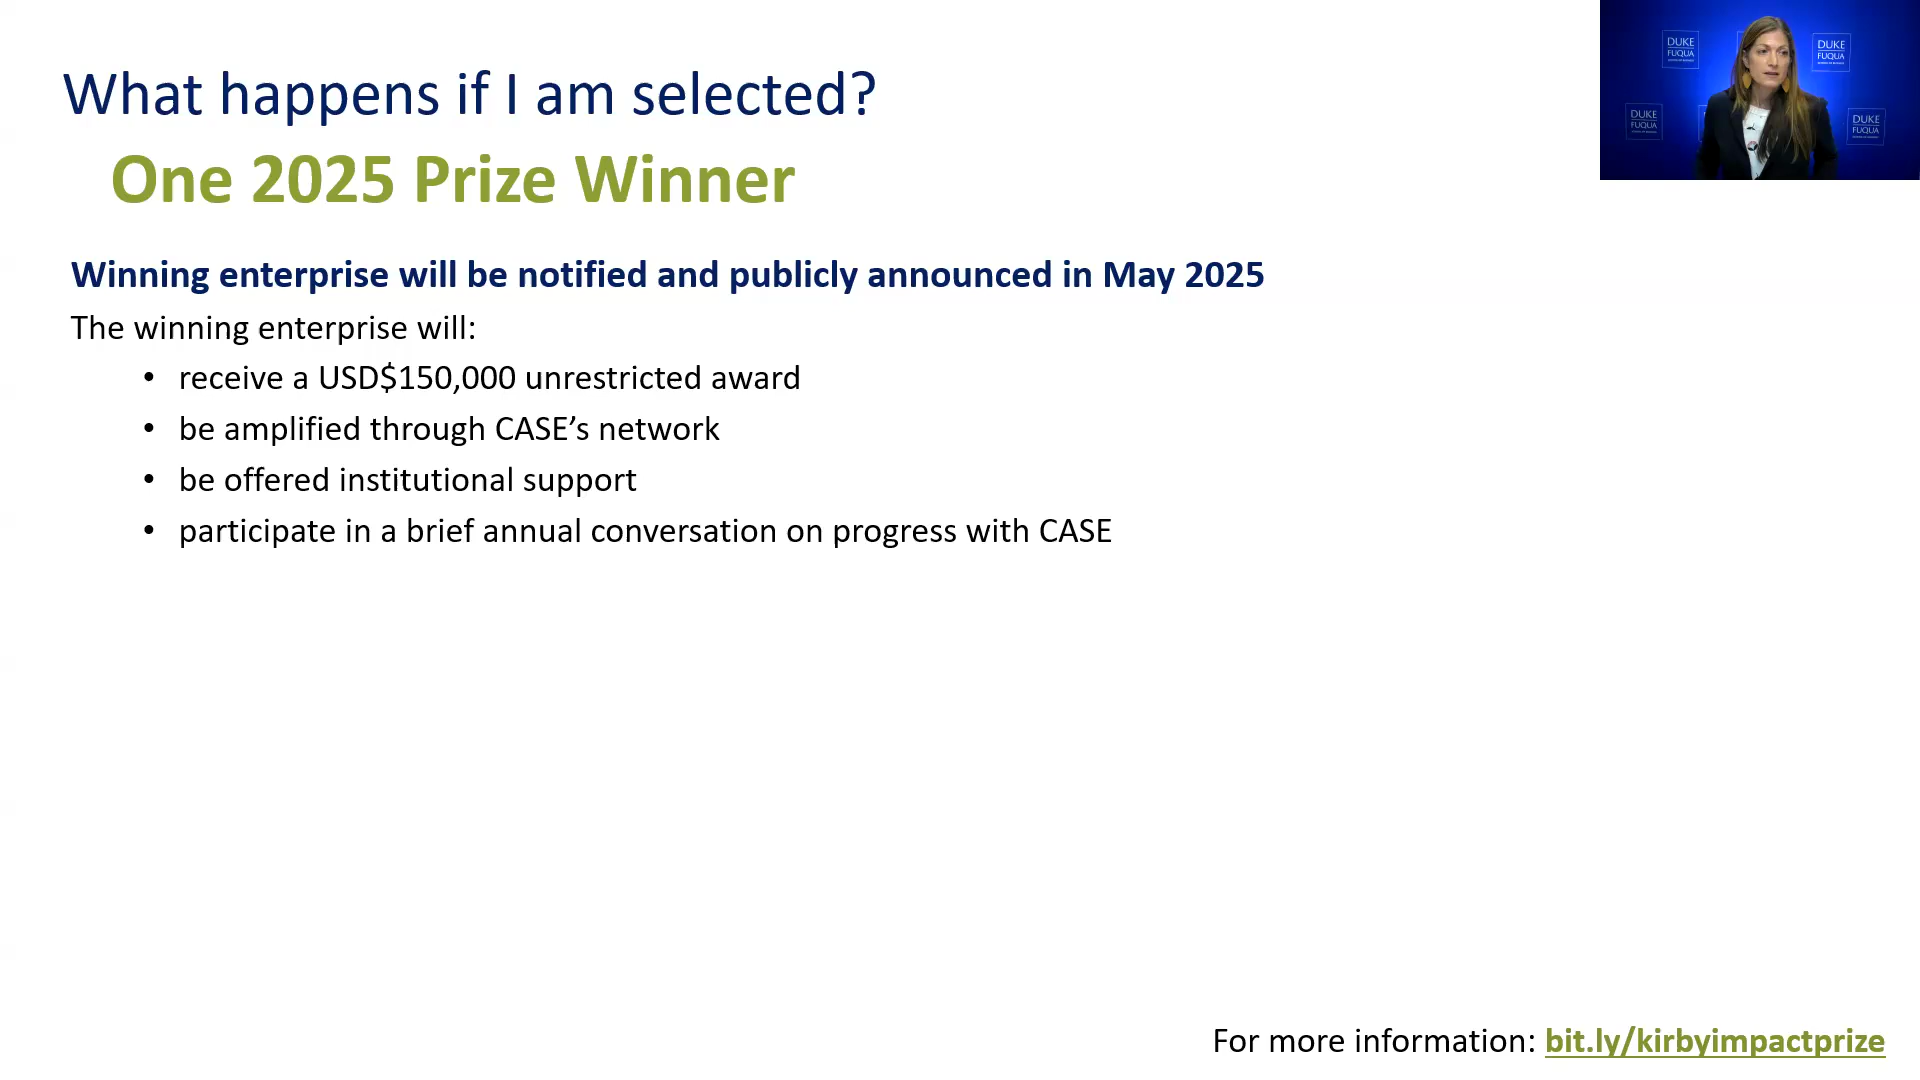 What happens if I am selected?
One 2025 Prize Winner
Winning enterprise will be notified and publicly announced in May 2025
The winning enterprise will:
• receive a USD$150,000 unrestricted award
• be amplified through CASE’s network
• be offered institutional support
• participate in a brief annual conversation on progress with CASE
For more information: bit.ly/kirbyimpactprize
DUKE
FUQUA
DUKE
FUQUA
DUKE
FUQUA
DUKE
FUQUA